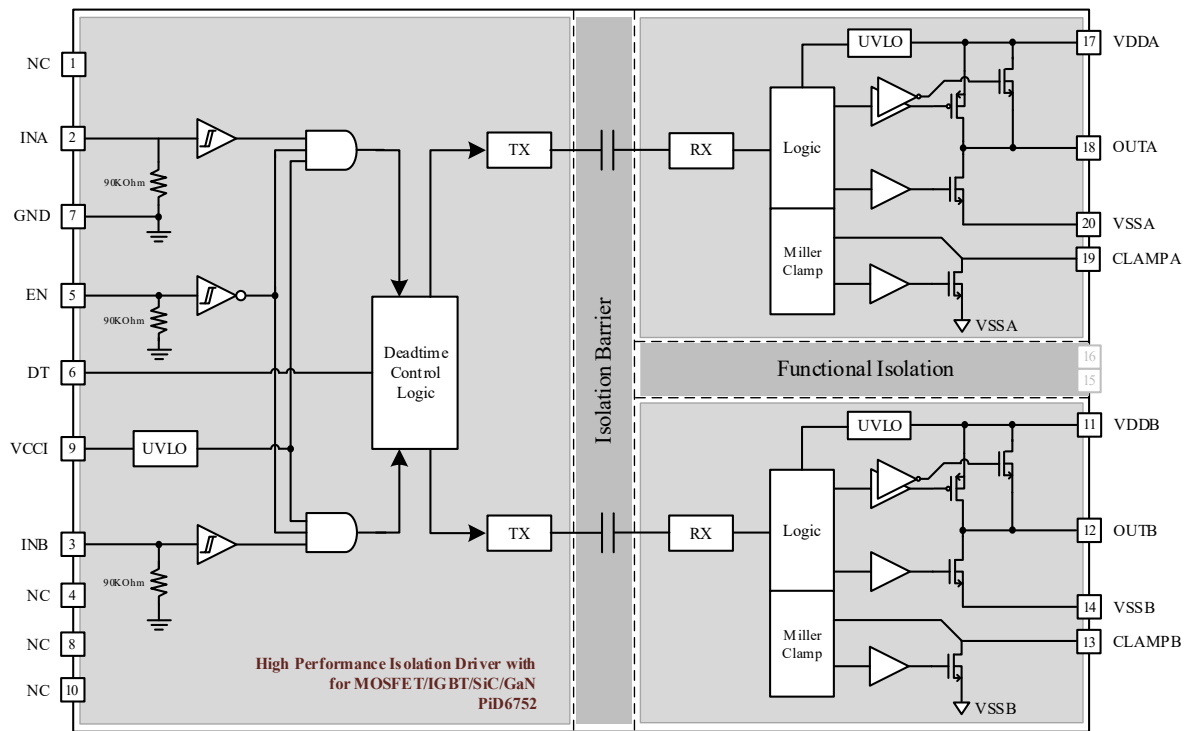 NC 1
INA 2
90KOhm
GND 7
EN 5
90KOhm
DT 6
VCCI 9
UVLO
INB 3
90KOhm
NC 4
NC 8
NC 10
Deadtime
Control
Logic
TX
TX
High Performance Isolation Driver with
for MOSFET/IGBT/SiC/GaN
PiD6752
Isolation Barrier
RX
Logic
Miller
Clamp
UVLO
17 VDDA
18 OUTA
20 VSSA
19 CLAMPA
VSSA
Functional Isolation
16
15
RX
Logic
Miller
Clamp
UVLO
11 VDDB
12 OUTB
14 VSSB
13 CLAMPB
VSSB